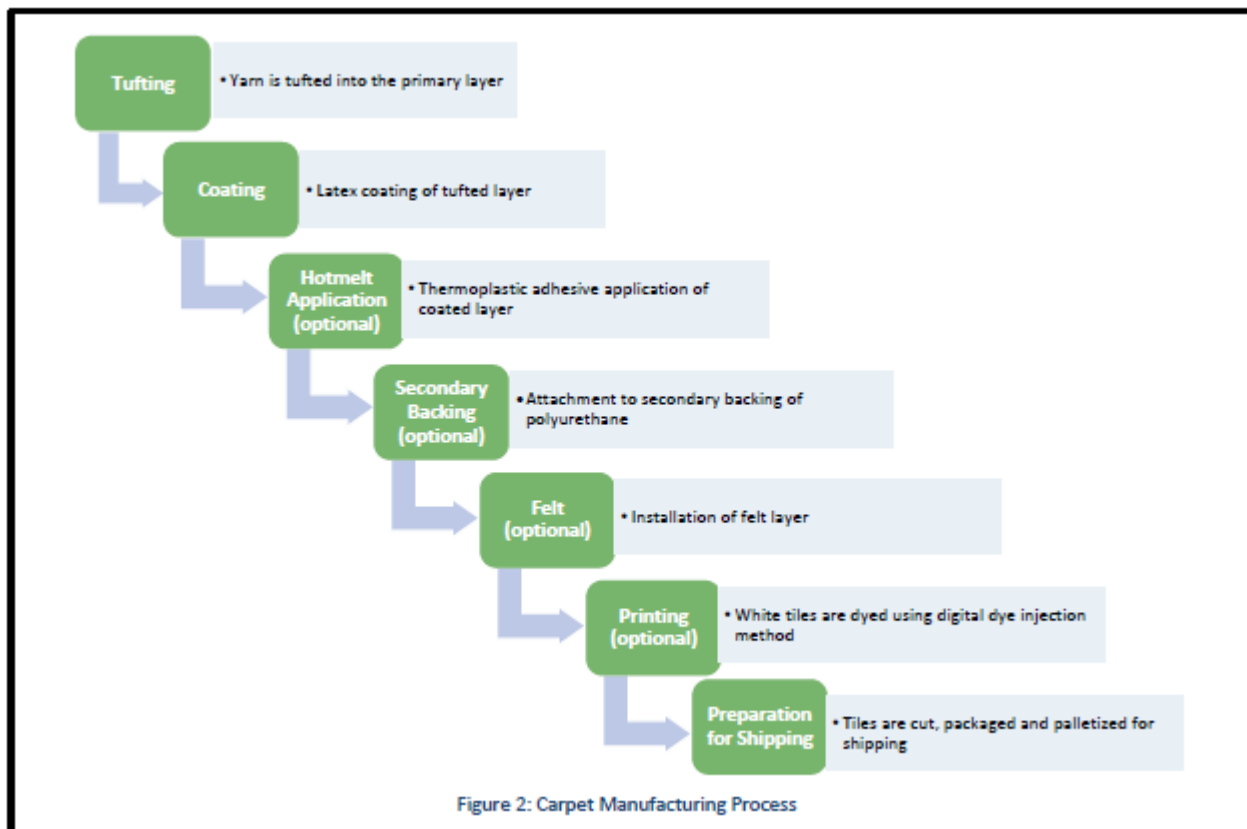 Tufting
• Yarn is tufted into the primary layer
Coating
• Latex coating of tufted layer
Hotmelt
Application
(optional)
• Thermoplastic adhesive application of
coated layer
Secondary
Backing
(optional)
• Attachment to secondary backing of
polyurethane
Felt
(optional)
• Installation of felt layer
Printing
(optional)
• White tiles are dyed using digital dye injection
method
Preparation
for Shipping
• Tiles are cut, packaged and palletized for
shipping
Figure 2: Carpet Manufacturing Process